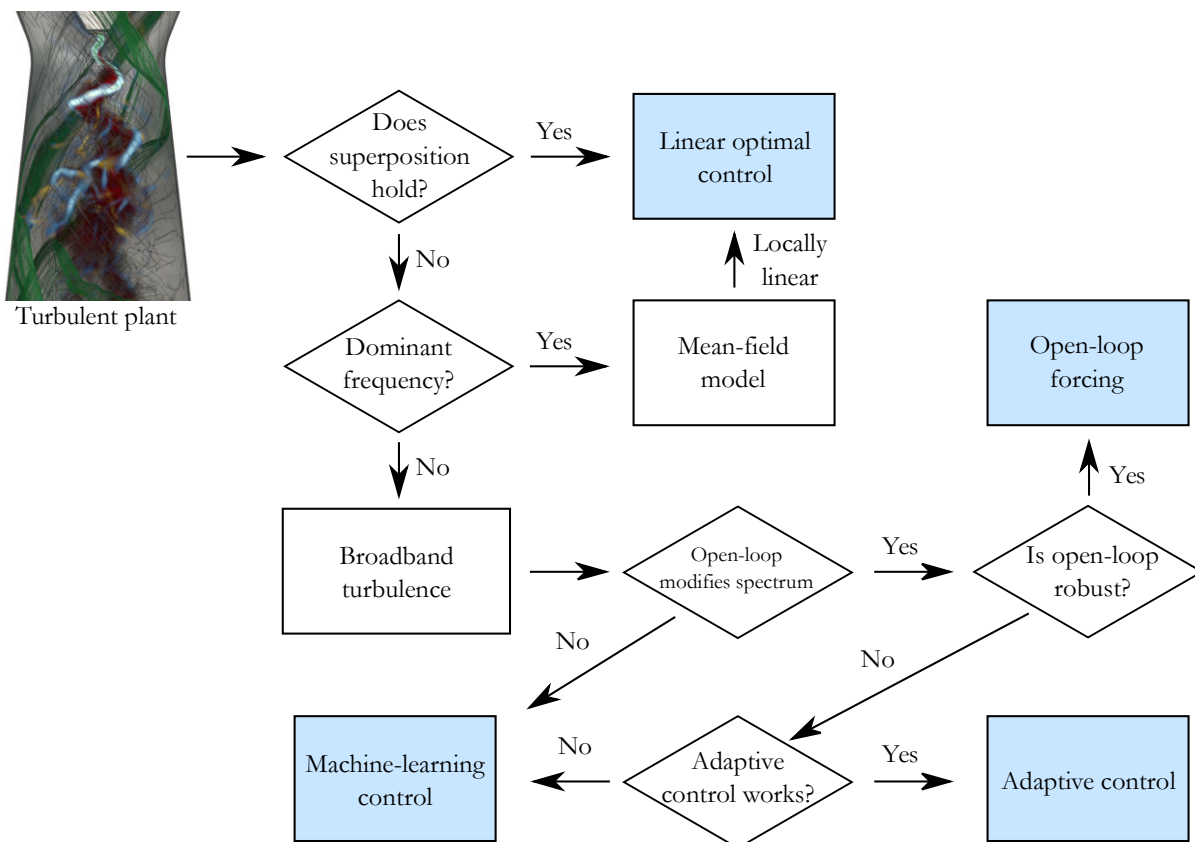 Does
superposition
hold?
Yes
Linear optimal
control
No
Locally
linear
Turbulent plant
Dominant
frequency?
Yes
Mean-field
model
Open-loop
forcing
No
Yes
Broadband
turbulence
Open-loop
modifies spectrum
Yes
Is open-loop
robust?
No
No
Machine-learning
control
No
Adaptive
control works?
Yes
Adaptive control